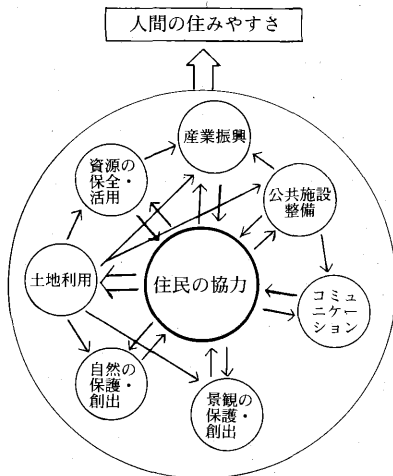 人間の住みやすさ
産業振興
資源の
保全・
活用
公共施設
整備
土地利用
住民の協力
コミュ
ニケー
ション
自然の
保護・
創出
景観の
保護・
創出